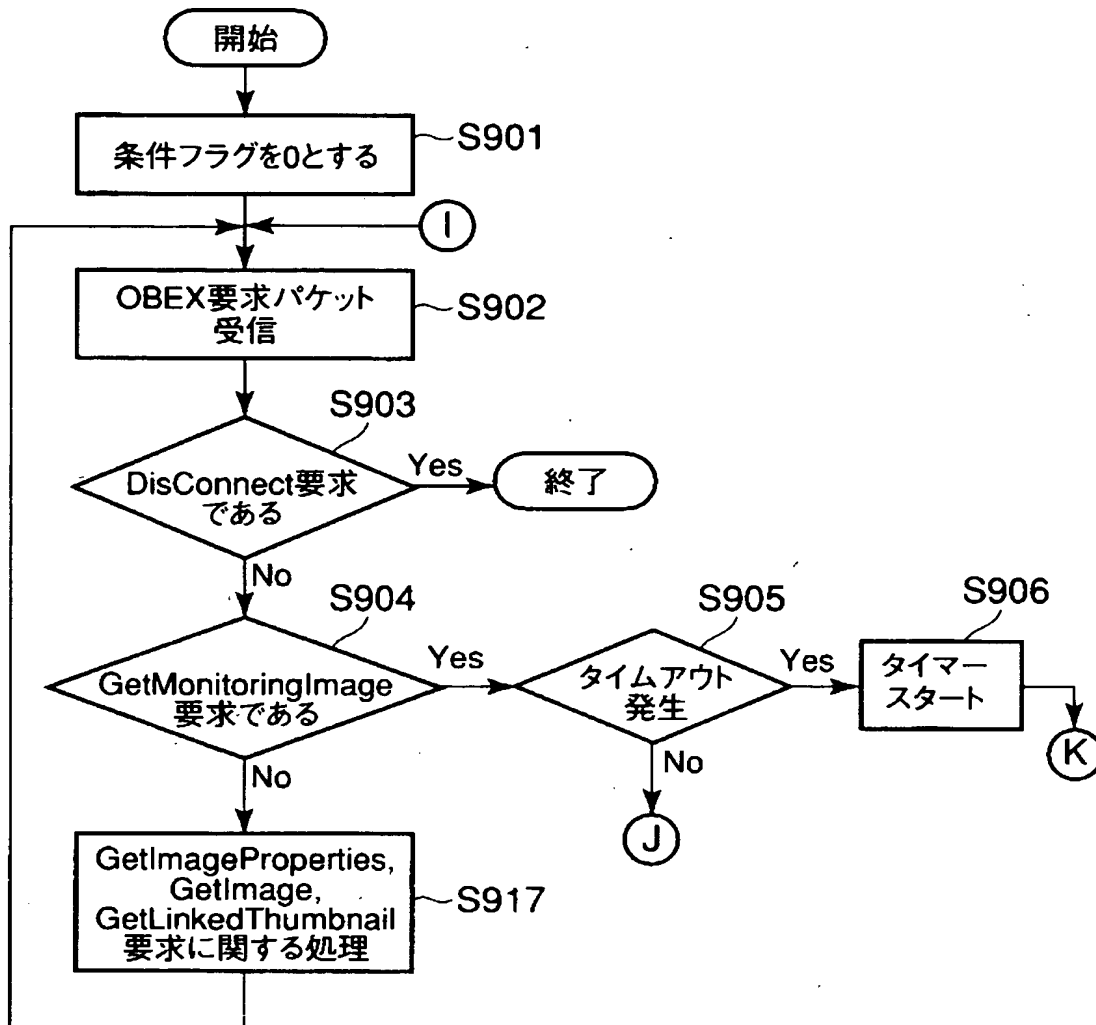 開始
条件フラグを0とする
S901
I
OBEX要求パケット
受信
S902
S903
DisConnect要求
である
Yes
終了
No
S904
GetMonitoringImage
要求である
Yes
S905
タイムアウト
発生
Yes
S906
タイマー
スタート
K
No
J
No
GetImageProperties,
GetImage,
GetLinkedThumbnail
要求に関する処理
S917